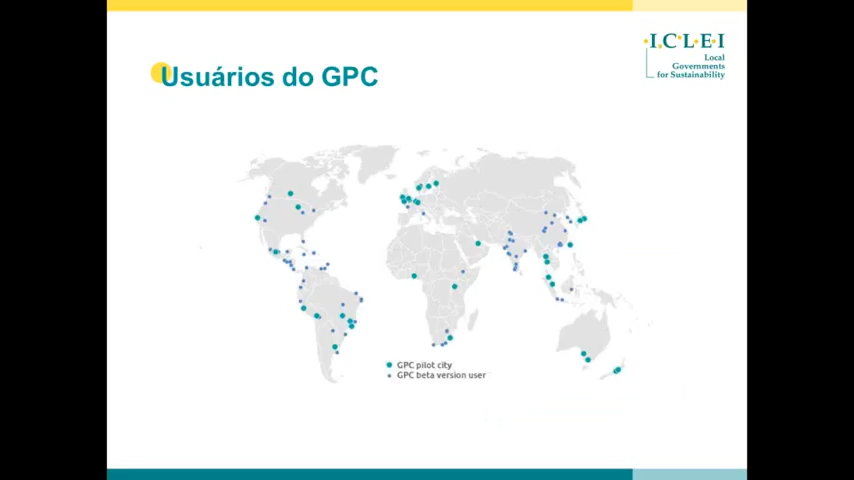 I.C.L.E.I
Local
Governments
for Sustainability
Usuários do GPC
GPC pilot city
GPC beta version user